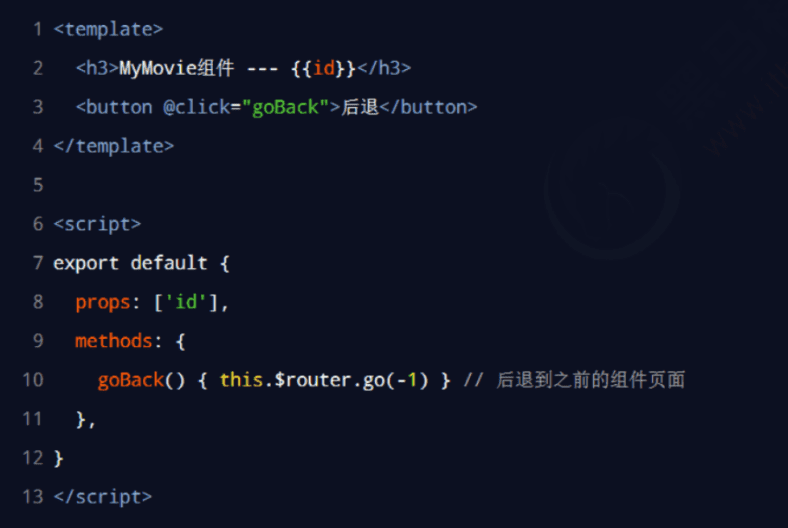 1 <template>
2 <h3>MyMovie组件 --- {{id}}</h3>
3 <button @click="goBack">后退</button>
4 </template>
5
6 <script>
7 export default {
8 props: ['id'],
9 methods: {
10 goBack() { this.$router.go(-1) } // 后退到之前的组件页面
11 },
12 }
13 </script>